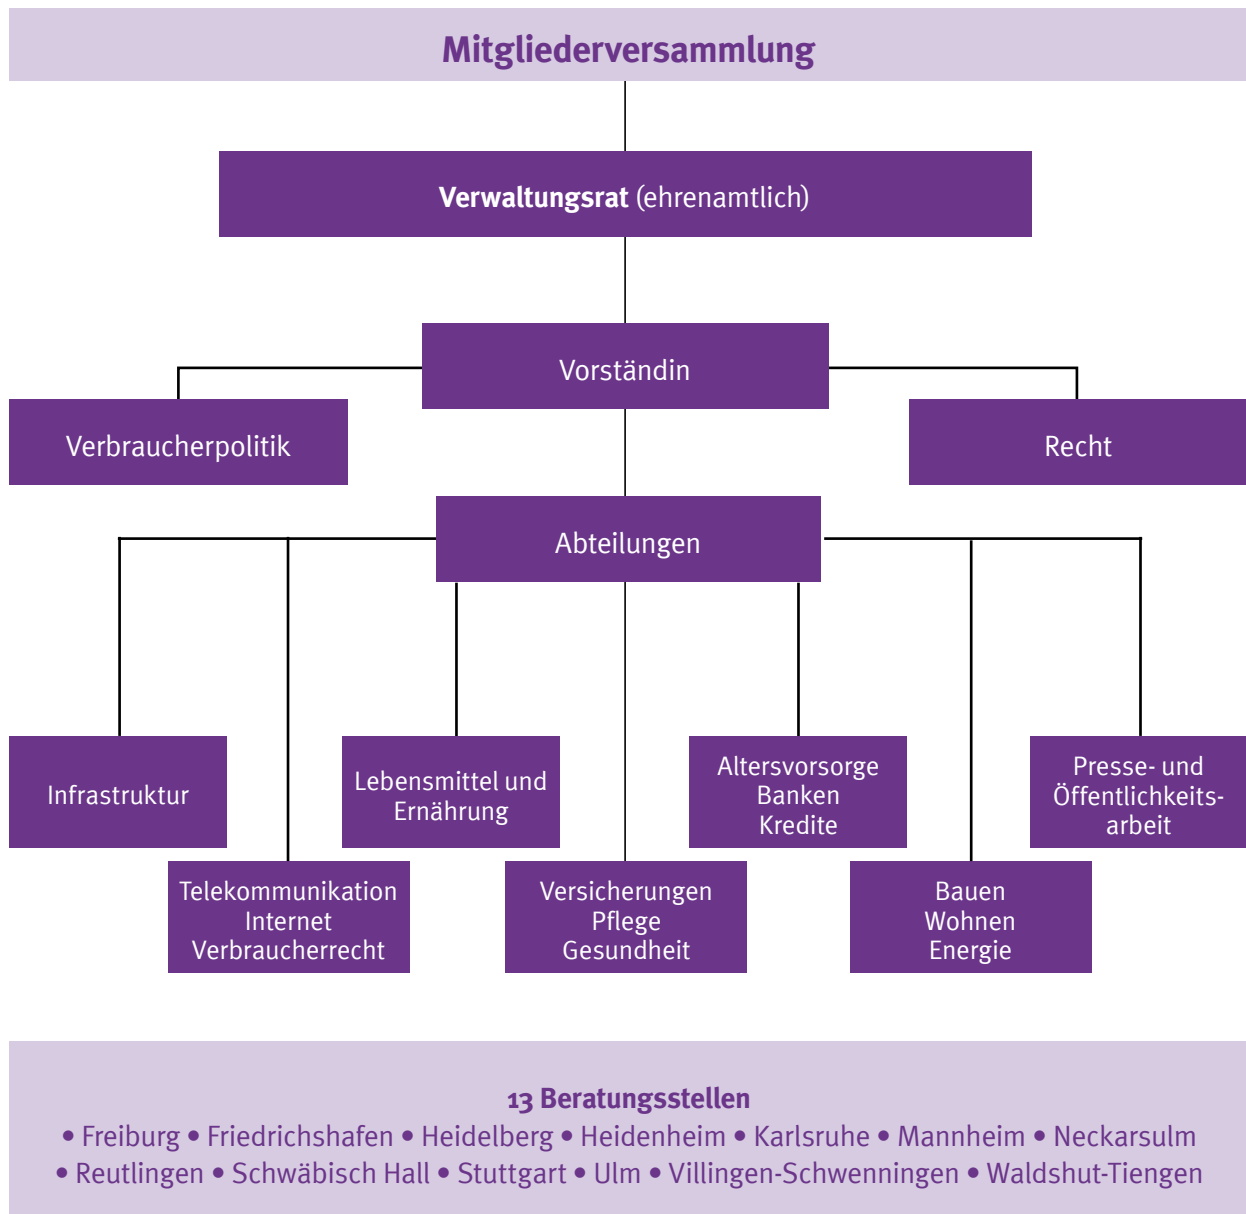 Mitgliederversammlung
Verwaltungsrat (ehrenamtlich)
Vorständin
Verbraucherpolitik
Recht
Abteilungen
Infrastruktur
Lebensmittel und
Ernährung
Altersvorsorge
Banken
Kredite
Presse- und
Öffentlichkeits-
arbeit
Telekommunikation
Internet
Verbraucherrecht
Versicherungen
Pflege
Gesundheit
Bauen
Wohnen
Energie
13 Beratungsstellen
• Freiburg • Friedrichshafen • Heidelberg • Heidenheim • Karlsruhe • Mannheim • Neckarsulm
• Reutlingen • Schwäbisch Hall • Stuttgart • Ulm • Villingen-Schwenningen • Waldshut-Tiengen